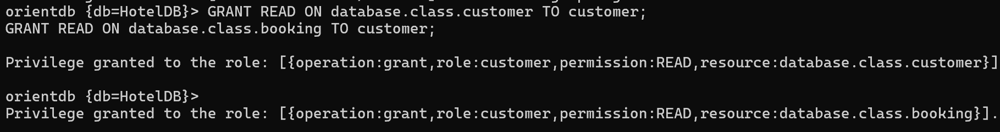 orientdb {db=HotelDB}> GRANT READ ON database.class.customer TO customer;
GRANT READ ON database.class.booking TO customer;
Privilege granted to the role: [{operation:grant,role:customer,permission:READ,resource:database.class.customer}]
orientdb {db=HotelDB}>
Privilege granted to the role: [{operation:grant,role:customer,permission:READ,resource:database.class.booking}].